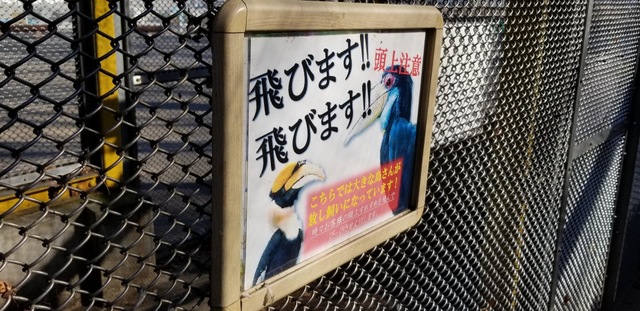 飛びます!!
頭上注意
飛びます!!
こちらでは大きな鳥さんが
放し飼いになっています！